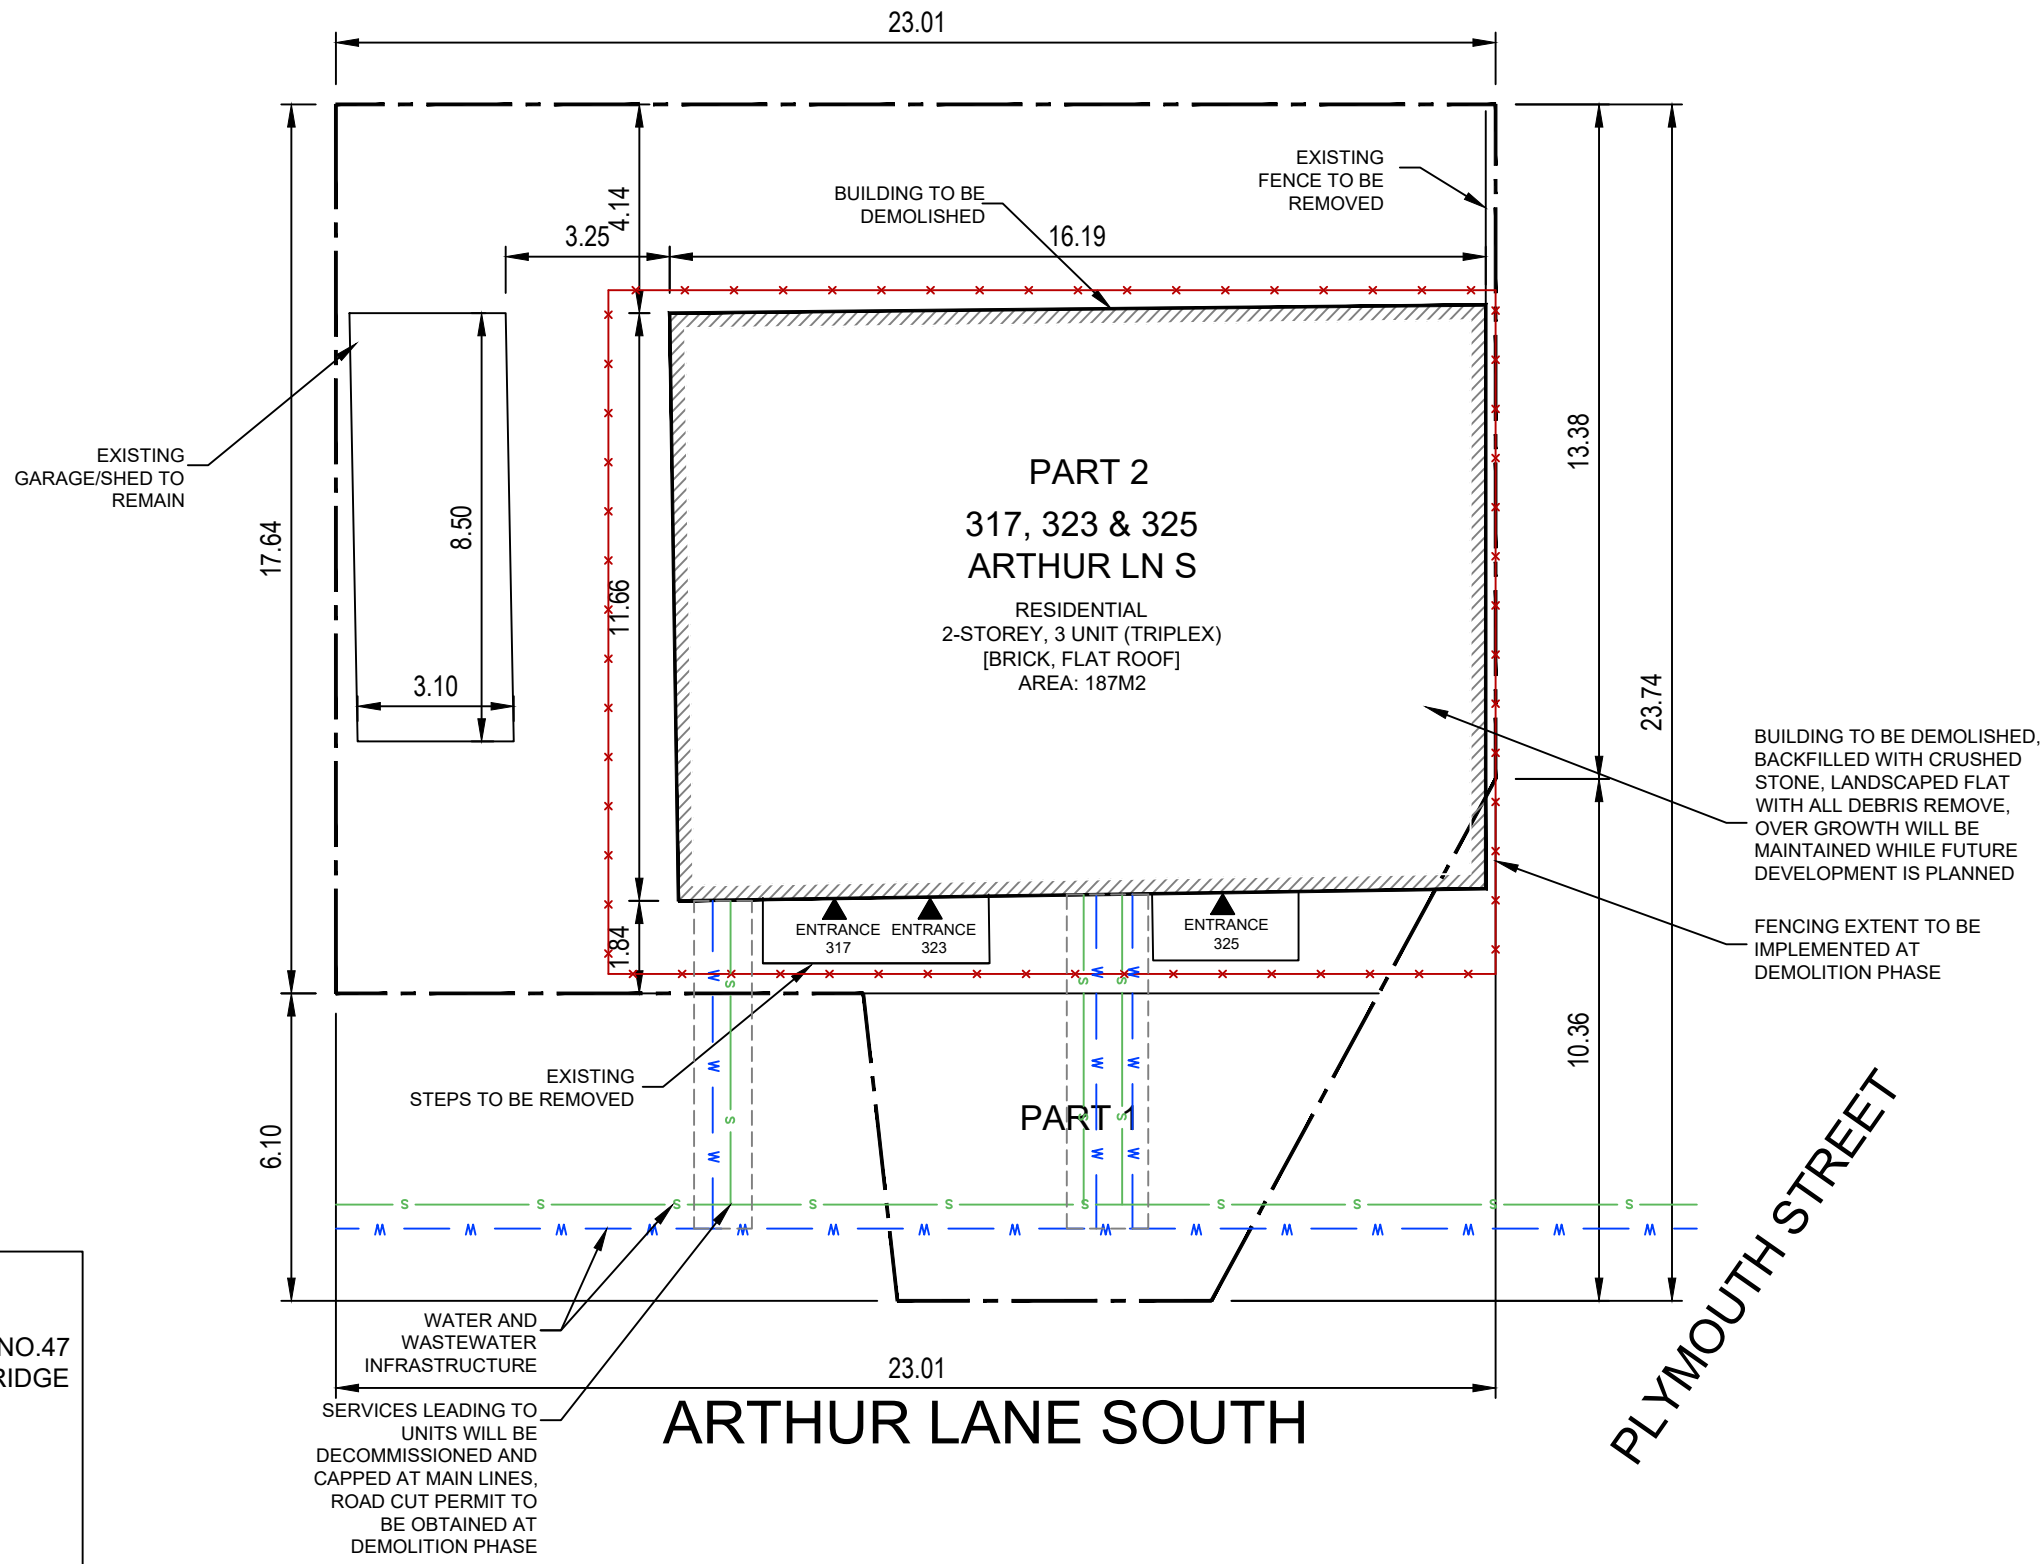 23.01
EXISTING
FENCE TO BE
REMOVED
BUILDING TO BE
DEMOLISHED
4.14
3.25
16.19
EXISTING
GARAGE/SHED TO
REMAIN
17.64
8.50
3.10
11.66
PART 2
317, 323 & 325
ARTHUR LN S
RESIDENTIAL
2-STOREY, 3 UNIT (TRIPLEX)
[BRICK, FLAT ROOF]
AREA: 187M2
13.38
23.74
BUILDING TO BE DEMOLISHED,
BACKFILLED WITH CRUSHED
STONE, LANDSCAPED FLAT
WITH ALL DEBRIS REMOVE,
OVER GROWTH WILL BE
MAINTAINED WHILE FUTURE
DEVELOPMENT IS PLANNED
FENCING EXTENT TO BE
IMPLEMENTED AT
DEMOLITION PHASE
1.84
ENTRANCE
317
ENTRANCE
323
ENTRANCE
325
10.36
EXISTING
STEPS TO BE REMOVED
PART 1
6.10
S S S S S S S S S S
W W W W W W W W W W W W W W W
WATER AND
WASTEWATER
INFRASTRUCTURE
23.01
SERVICES LEADING TO
UNITS WILL BE
DECOMMISSIONED AND
CAPPED AT MAIN LINES,
ROAD CUT PERMIT TO
BE OBTAINED AT
DEMOLITION PHASE
ARTHUR LANE SOUTH
PLYMOUTH STREET
NO.47
RIDGE